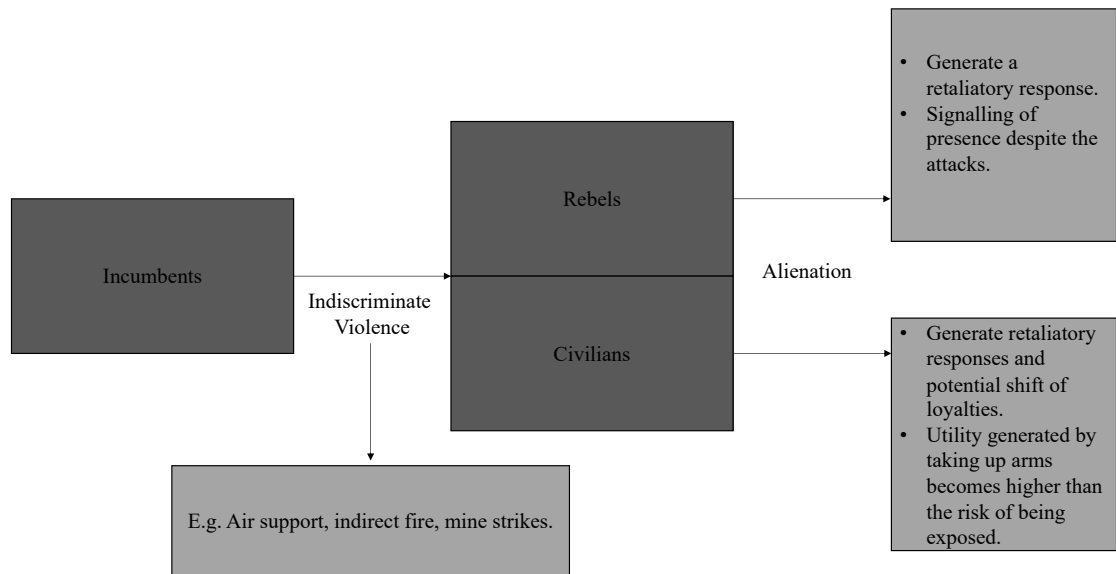 Incumbents
Indiscriminate
Violence
E.g. Air support, indirect fire, mine strikes.
Rebels
Civilians
Alienation
• Generate a
retaliatory response.
• Signalling of
presence despite the
attacks.
• Generate retaliatory
responses and
potential shift of
loyalties.
• Utility generated by
taking up arms
becomes higher than
the risk of being
exposed.